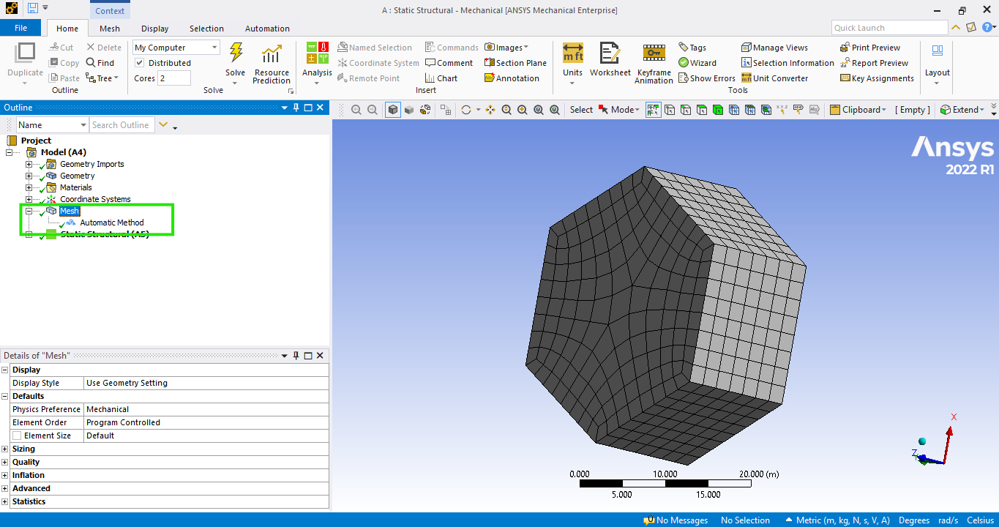 Context
A : Static Structural - Mechanical [ANSYS Mechanical Enterprise]
File Home Mesh Display Selection Automation
Quick Launch
Duplicate
Cut
Copy
Paste
Delete
Find
Tree
Outline
My Computer
Distributed
Cores 2
Solve
Resource Prediction
Solve
Analysis
Named Selection
Coordinate System
Remote Point
Commands
Comment
Chart
Images
Section Plane
Annotation
Insert
Units
Worksheet
Keyframe Animation
Tags
Wizard
Show Errors
Manage Views
Selection Information
Unit Converter
Print Preview
Report Preview
Key Assignments
Tools
Layout
Outline
Name
Search Outline
Select Mode Clipboard [ Empty ] Extend
Project
Model (A4)
Geometry Imports
Geometry
Materials
Coordinate Systems
Mesh
Automatic Method
Static Structural (A5)
Ansys
2022 R1
Details of "Mesh"
Display
Display Style Use Geometry Setting
Defaults
Physics Preference Mechanical
Element Order Program Controlled
Element Size Default
Sizing
Quality
Inflation
Advanced
Statistics
X
Z
0.000 10.000 20.000 (m)
5.000 15.000
No Messages No Selection Metric (m, kg, N, s, V, A) Degrees rad/s Celsius